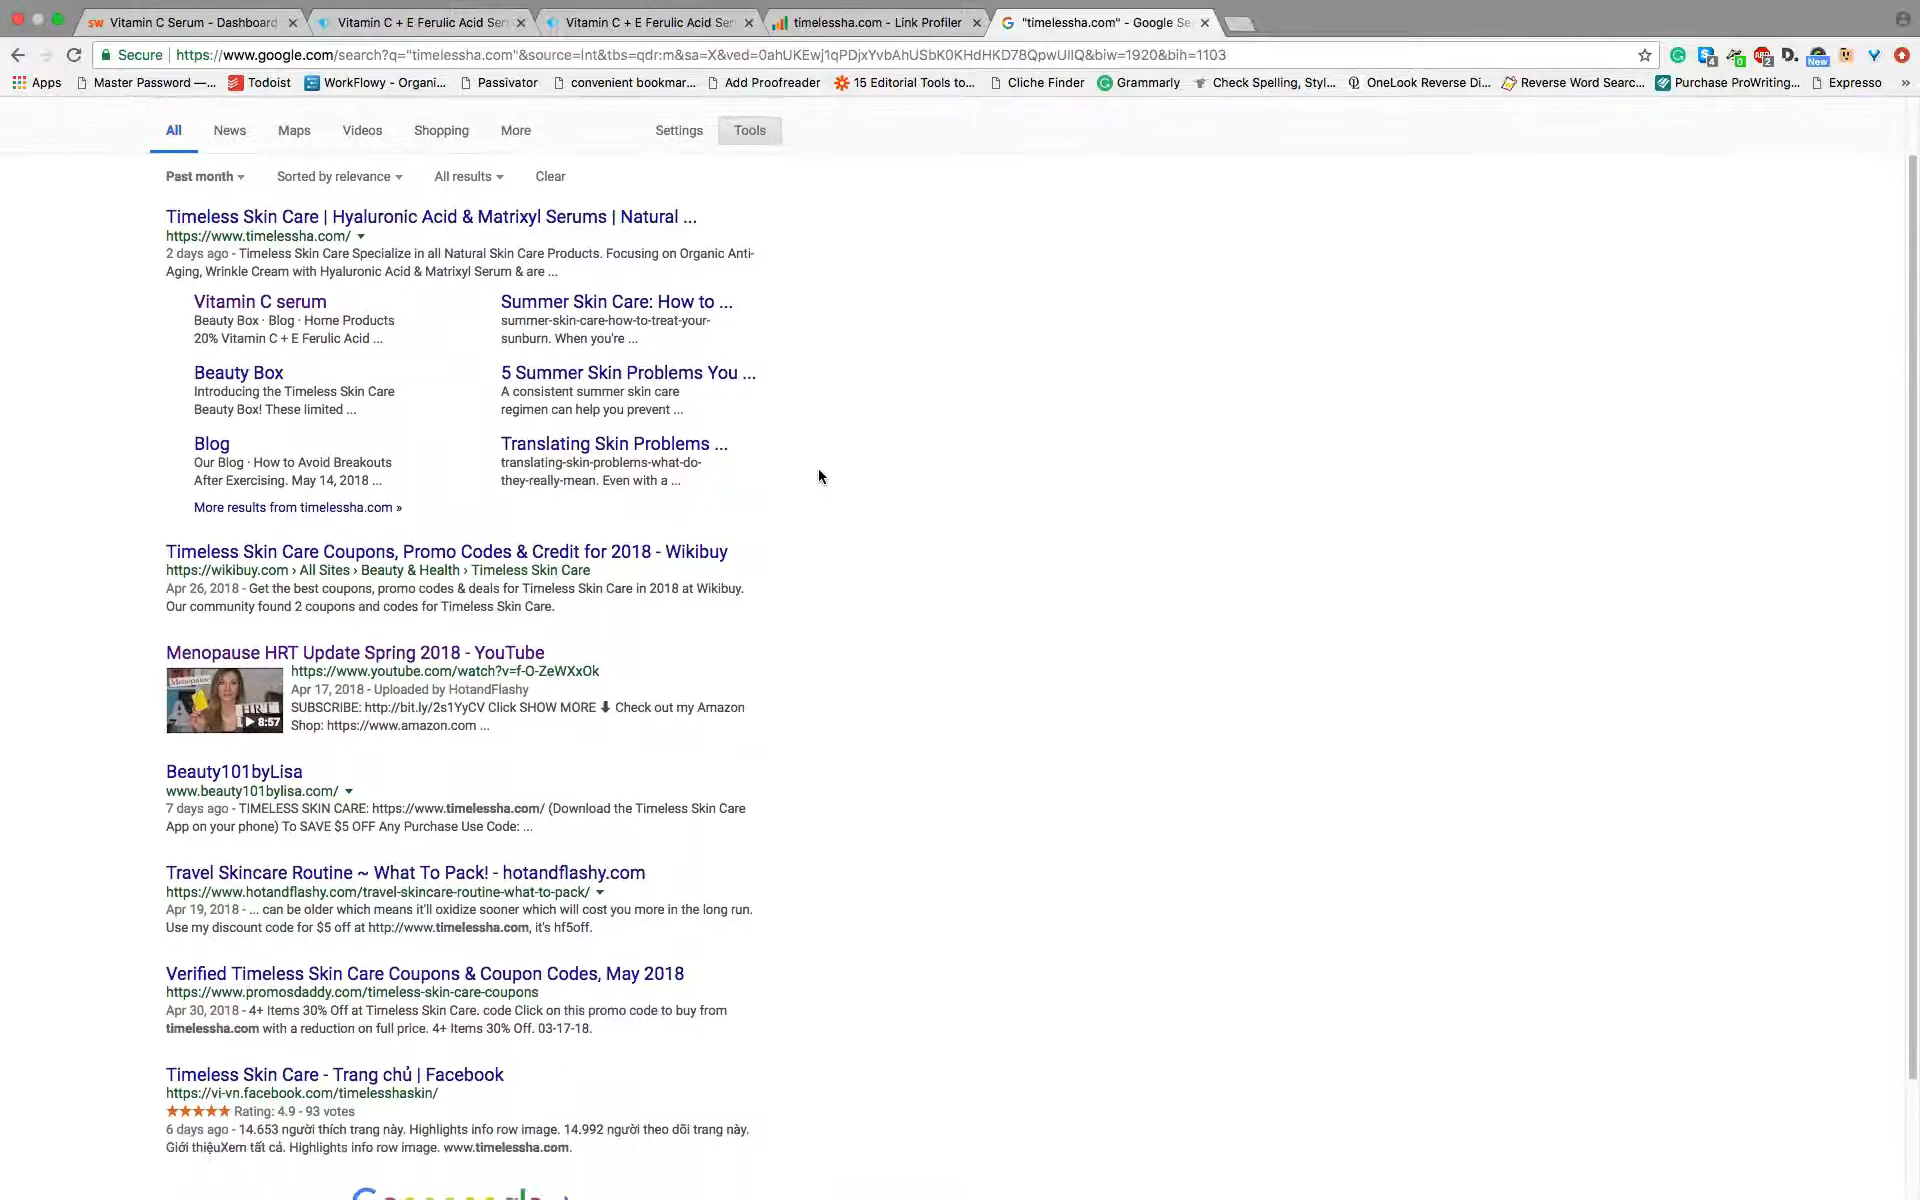 Vitamin C Serum - Dashboard
Vitamin C + E Ferulic Acid Ser
Vitamin C + E Ferulic Acid Ser
timelessha.com - Link Profiler
"timelessha.com" - Google Se
Secure
https://www.google.com/search?q="timelessha.com"&source=lnt&tbs=qdr:m&sa=X&ved=0ahUKEwj1qPDjxYvbAhUSbK0KHdHKD78QpwUIIQ&biw=1920&bih=1103
Apps
Master Password —...
Todoist
WorkFlowy - Organi...
Passivator
convenient bookmar...
Add Proofreader
15 Editorial Tools to...
Cliche Finder
Grammarly
Check Spelling, Styl...
OneLook Reverse Di...
Reverse Word Searc...
Purchase ProWriting...
Expresso
All News Maps Videos Shopping More Settings Tools
Past month Sorted by relevance All results Clear
Timeless Skin Care | Hyaluronic Acid & Matrixyl Serums | Natural ...
https://www.timelessha.com/
2 days ago - Timeless Skin Care Specialize in all Natural Skin Care Products. Focusing on Organic Anti-
Aging, Wrinkle Cream with Hyaluronic Acid & Matrixyl Serum & are ...
Vitamin C serum
Beauty Box · Blog · Home Products
20% Vitamin C + E Ferulic Acid ...
Summer Skin Care: How to ...
summer-skin-care-how-to-treat-your-
sunburn. When you're ...
Beauty Box
Introducing the Timeless Skin Care
Beauty Box! These limited ...
5 Summer Skin Problems You ...
A consistent summer skin care
regimen can help you prevent ...
Blog
Our Blog · How to Avoid Breakouts
After Exercising. May 14, 2018 ...
Translating Skin Problems ...
translating-skin-problems-what-do-
they-really-mean. Even with a ...
More results from timelessha.com »
Timeless Skin Care Coupons, Promo Codes & Credit for 2018 - Wikibuy
https://wikibuy.com › All Sites › Beauty & Health › Timeless Skin Care
Apr 26, 2018 - Get the best coupons, promo codes & deals for Timeless Skin Care in 2018 at Wikibuy.
Our community found 2 coupons and codes for Timeless Skin Care.
Menopause HRT Update Spring 2018 - YouTube
https://www.youtube.com/watch?v=f-O-ZeWXxOk
Apr 17, 2018 - Uploaded by HotandFlashy
SUBSCRIBE: http://bit.ly/2s1YyCV Click SHOW MORE ⬇ Check out my Amazon
Shop: https://www.amazon.com ...
Menopause
HRT
8:57
Beauty101byLisa
www.beauty101bylisa.com/
7 days ago - TIMELESS SKIN CARE: https://www.timelessha.com/ (Download the Timeless Skin Care
App on your phone) To SAVE $5 OFF Any Purchase Use Code: ...
Travel Skincare Routine ~ What To Pack! - hotandflashy.com
https://www.hotandflashy.com/travel-skincare-routine-what-to-pack/
Apr 19, 2018 - ... can be older which means it'll oxidize sooner which will cost you more in the long run.
Use my discount code for $5 off at http://www.timelessha.com, it's hf5off.
Verified Timeless Skin Care Coupons & Coupon Codes, May 2018
https://www.promosdaddy.com/timeless-skin-care-coupons
Apr 30, 2018 - 4+ Items 30% Off at Timeless Skin Care. code Click on this promo code to buy from
timelessha.com with a reduction on full price. 4+ Items 30% Off. 03-17-18.
Timeless Skin Care - Trang chủ | Facebook
https://vi-vn.facebook.com/timelesshaskin/
★★★★★ Rating: 4.9 - 93 votes
6 days ago - 14.653 người thích trang này. Highlights info row image. 14.992 người theo dõi trang này.
Giới thiệuXem tất cả. Highlights info row image. www.timelessha.com.